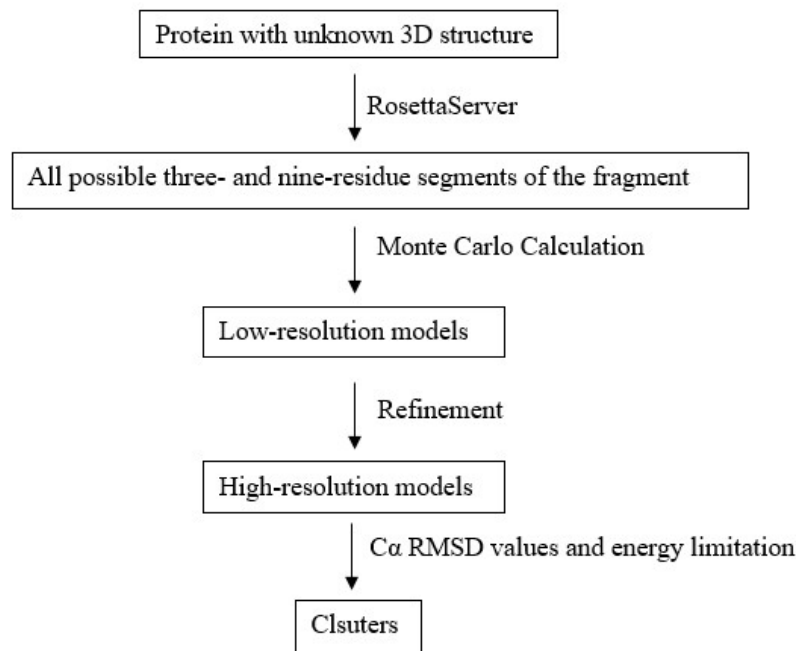 Protein with unknown 3D structure
RosettaServer
All possible three- and nine-residue segments of the fragment
Monte Carlo Calculation
Low-resolution models
Refinement
High-resolution models
Cα RMSD values and energy limitation
Clsuters